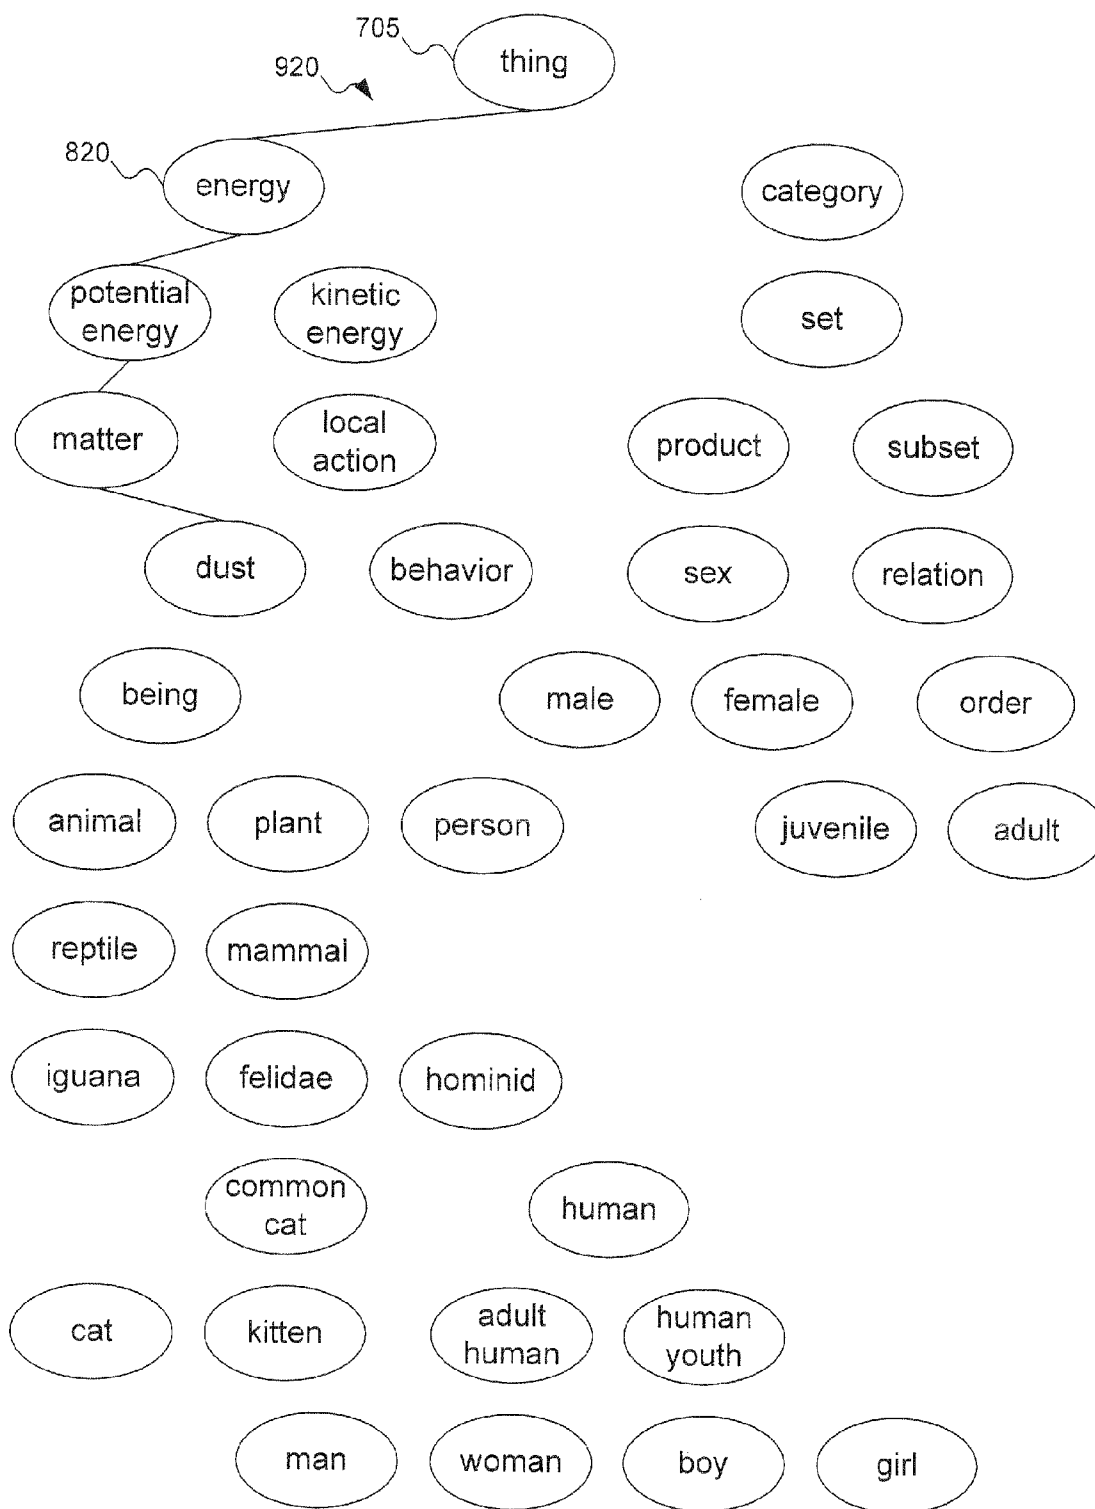 705
thing
920
820
energy
category
potential
energy
kinetic
energy
set
matter
local
action
product
subset
dust
behavior
sex
relation
being
male
female
order
animal
plant
person
juvenile
adult
reptile
mammal
iguana
felidae
hominid
common
cat
human
cat
kitten
adult
human
human
youth
man
woman
boy
girl